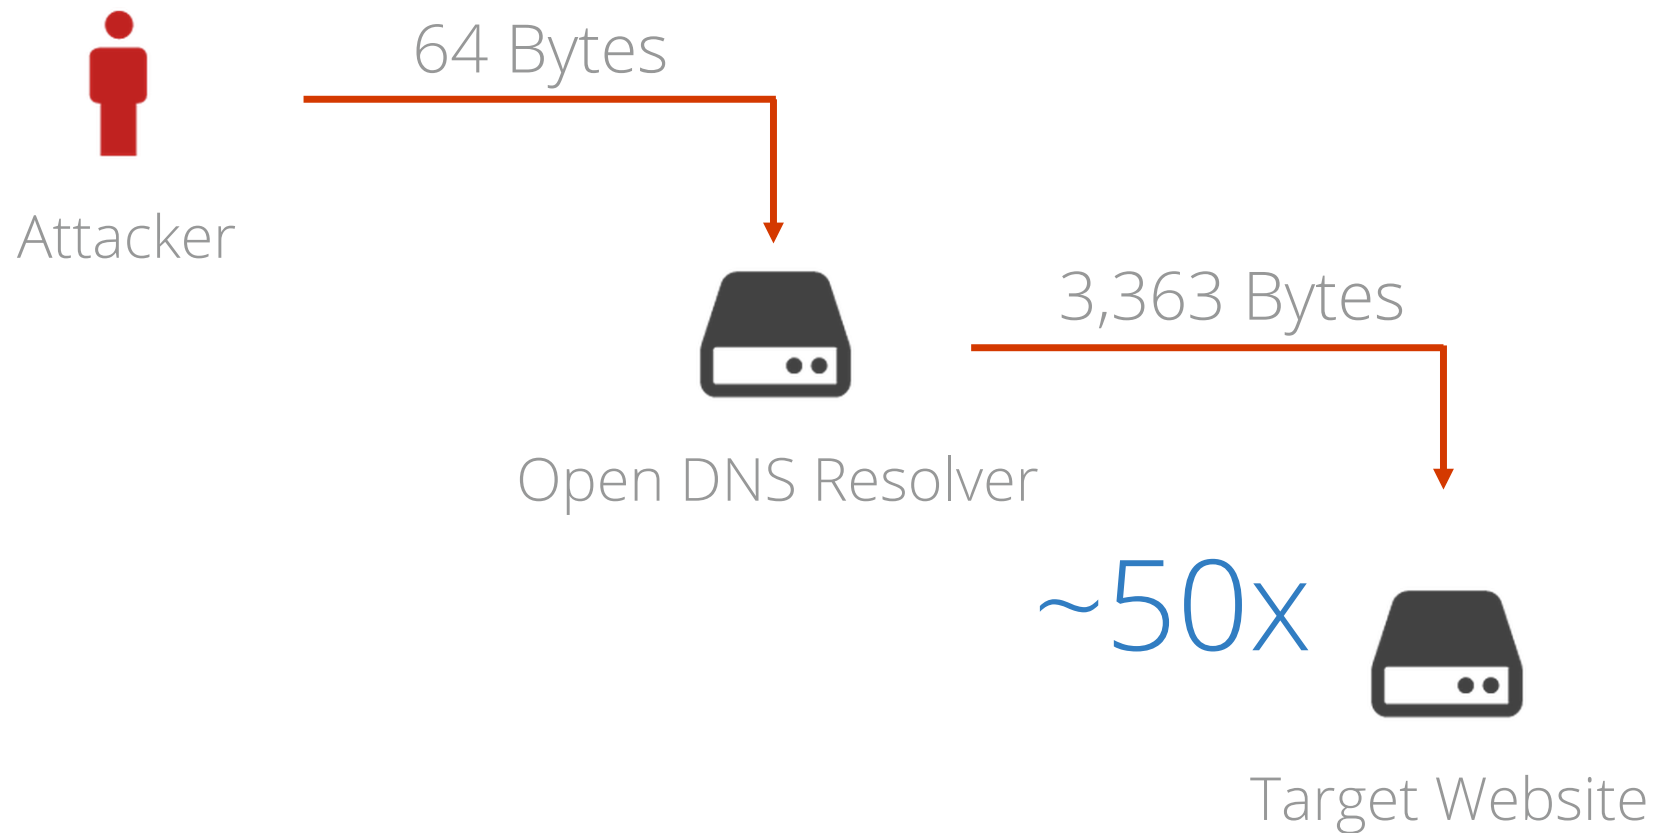 64 Bytes
Attacker
3,363 Bytes
Open DNS Resolver
~50x
Target Website